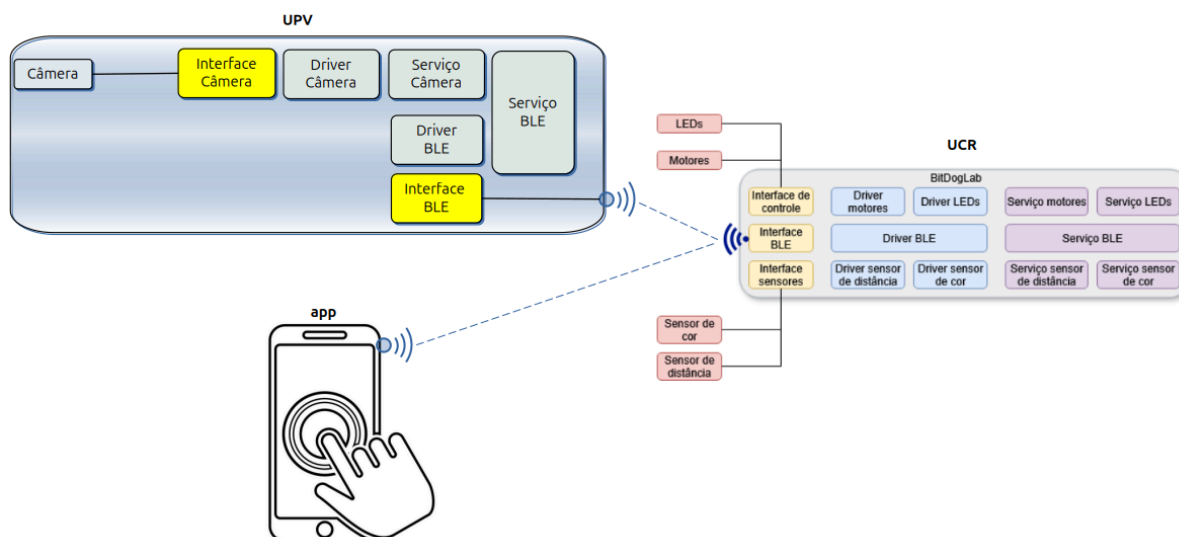 UPV
Câmera
Interface
Câmera
Driver
Câmera
Serviço
Câmera
Serviço
BLE
Driver
BLE
Interface
BLE
LEDs
Motores
UCR
BitDogLab
Interface de
controle
Driver
motores
Driver LEDs
Serviço motores
Serviço LEDs
Interface
BLE
Driver BLE
Serviço BLE
Interface
sensores
Driver sensor
de distância
Driver sensor
de cor
Serviço sensor
de distância
Serviço sensor
de cor
Sensor de
cor
Sensor de
distância
app